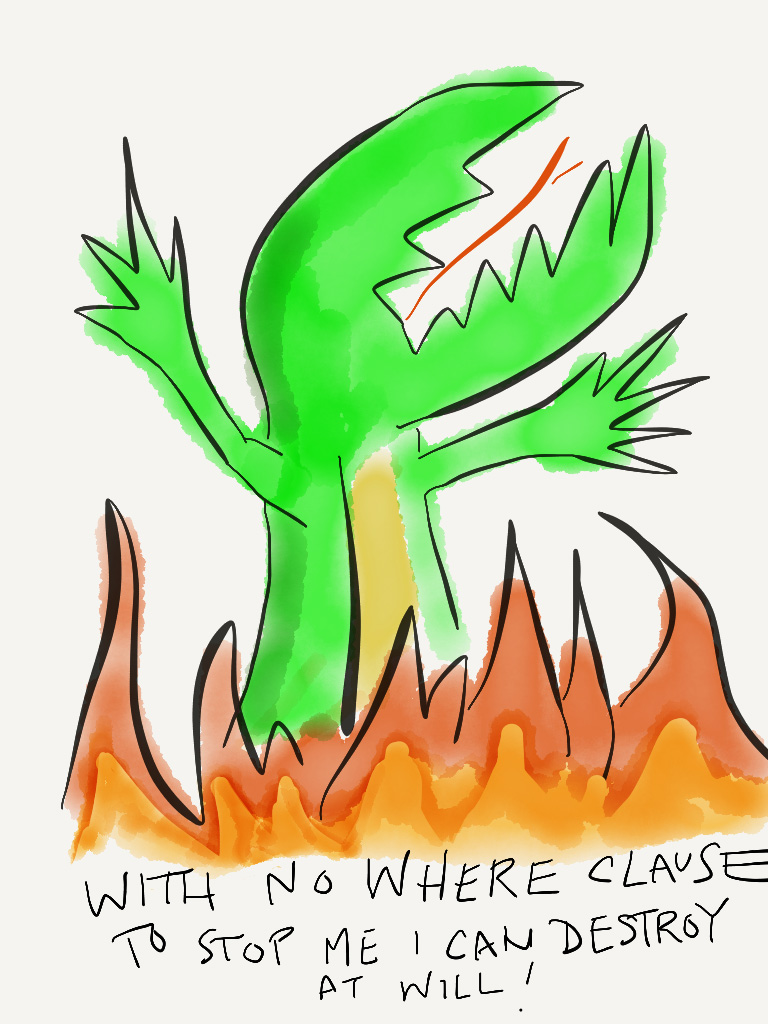 WITH NO WHERE CLAUSE
TO STOP ME I CAN DESTROY
AT WILL!